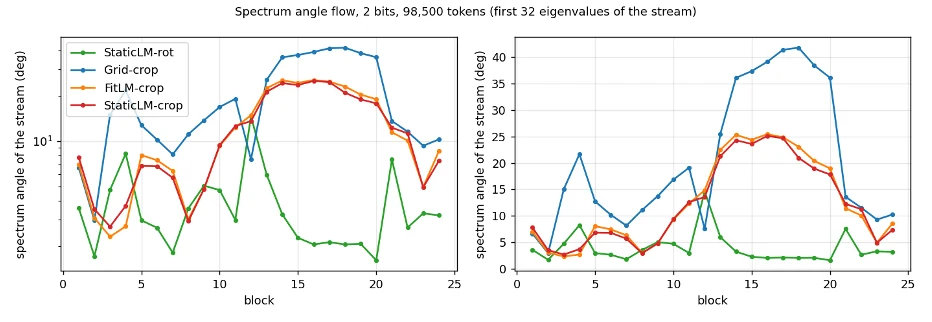 Spectrum angle flow, 2 bits, 98,500 tokens (first 32 eigenvalues of the stream)
spectrum angle of the stream (deg)
10¹
StaticLM-rot
Grid-crop
FitLM-crop
StaticLM-crop
0 5 10 15 20 25
block
spectrum angle of the stream (deg)
40
35
30
25
20
15
10
5
0
0 5 10 15 20 25
block